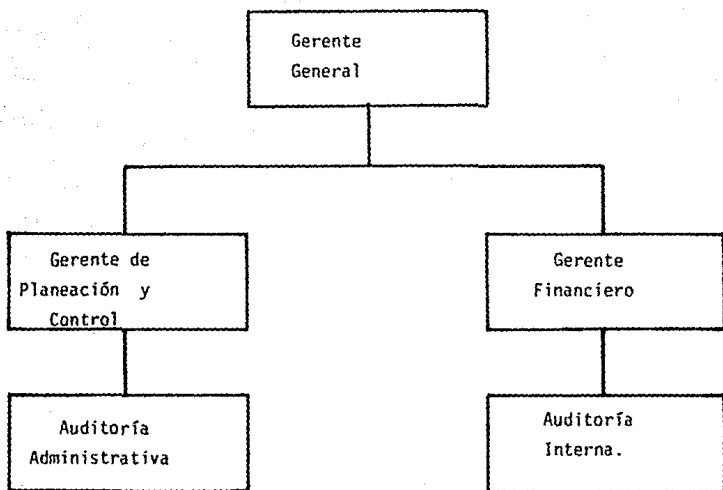 Gerente
General
Gerente de
Planeación y
Control
Gerente
Financiero
Auditoría
Administrativa
Auditoría
Interna.